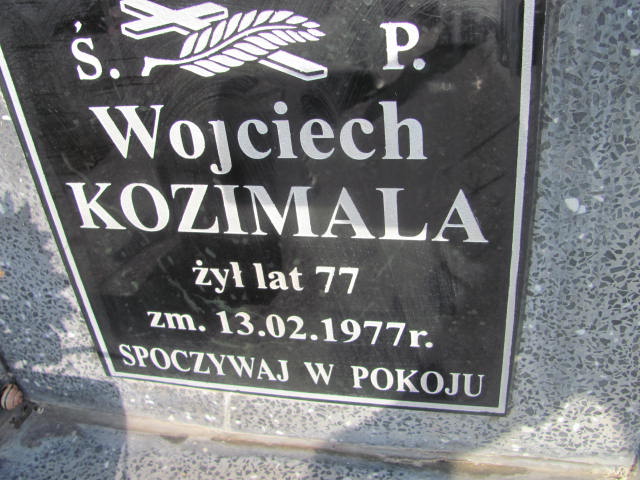 Ś. P.
Wojciech
KOZIMALA
żył lat 77
zm. 13.02.1977r.
SPOCZYWAJ W POKOJU